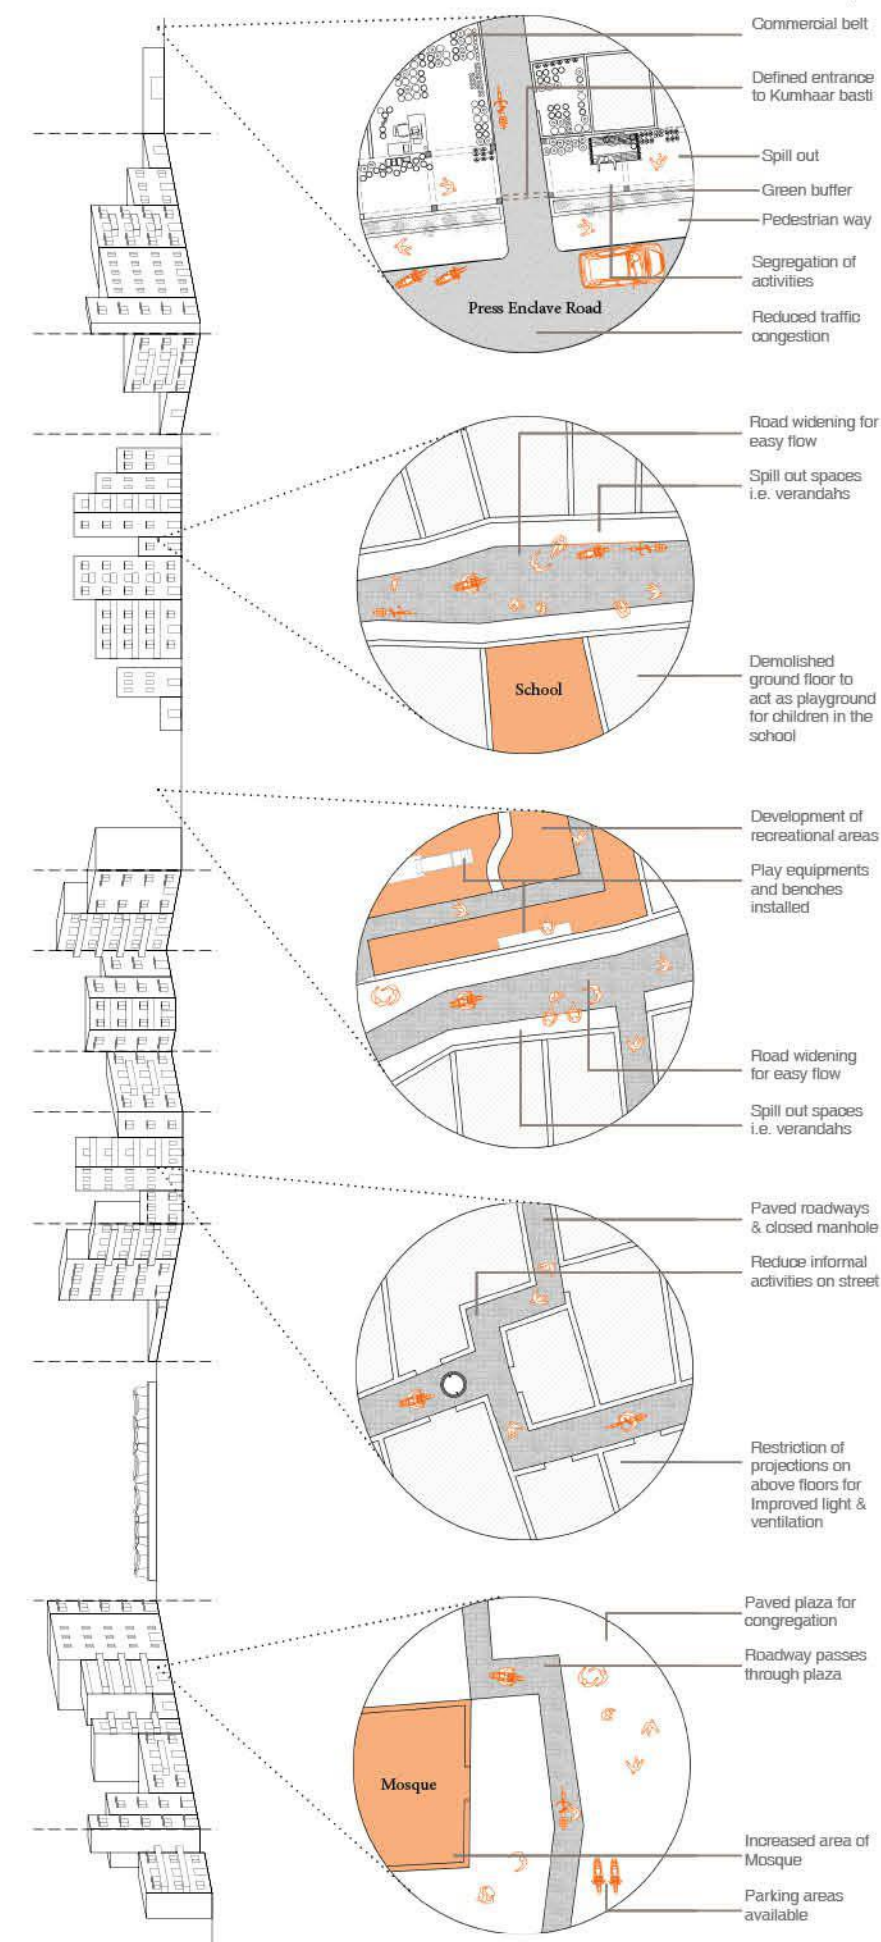 Commercial belt
Defined entrance
to Kumhaar basti
Spill out
Green buffer
Pedestrian way
Segregation of
activities
Press Enclave Road
Reduced traffic
congestion
Road widening for
easy flow
Spill out spaces
i.e. verandahs
School
Demolished
ground floor to
act as playground
for children in the
school
Development of
recreational areas
Play equipments
and benches
installed
Road widening
for easy flow
Spill out spaces
i.e. verandahs
Paved roadways
& closed manhole
Reduce informal
activities on street
Restriction of
projections on
above floors for
Improved light &
ventilation
Paved plaza for
congregation
Roadway passes
through plaza
Mosque
Increased area of
Mosque
Parking areas
available